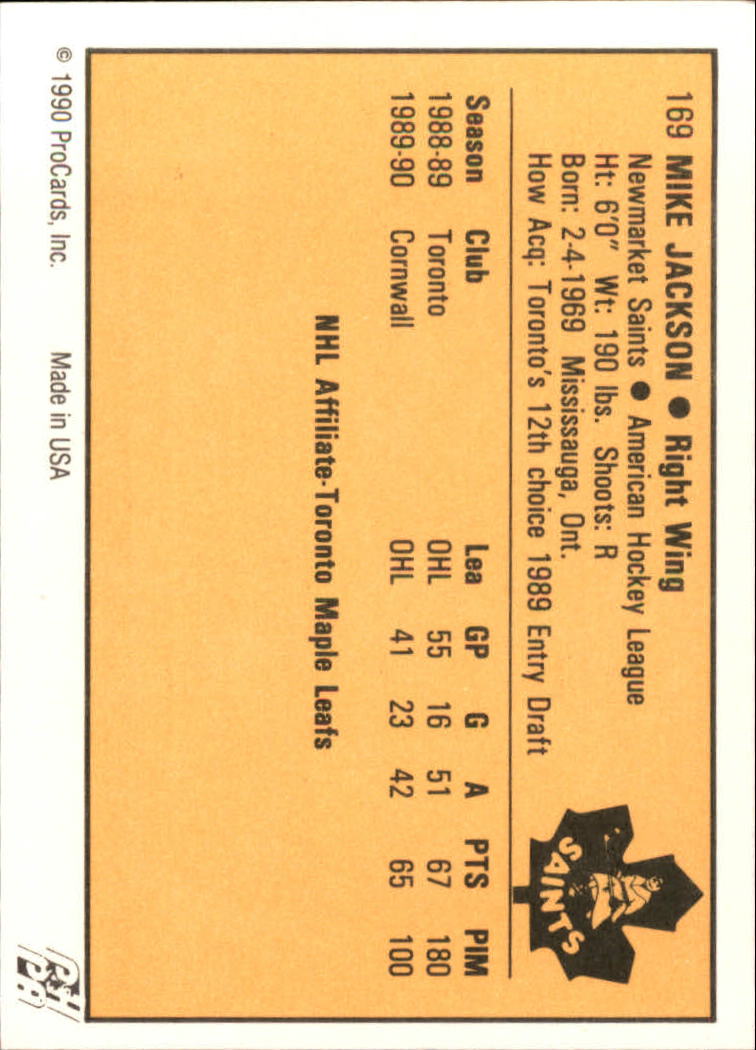 169 MIKE JACKSON ● Right Wing
Newmarket Saints ● American Hockey League
Ht: 6'0" Wt: 190 lbs. Shoots: R
Born: 2-4-1969 Mississauga, Ont.
How Acq: Toronto's 12th choice 1989 Entry Draft
SAINTS
Season Club Lea GP G A PTS PIM
1988-89 Toronto OHL 55 16 51 67 180
1989-90 Cornwall OHL 41 23 42 65 100
NHL Affiliate-Toronto Maple Leafs
© 1990 ProCards, Inc. Made in USA